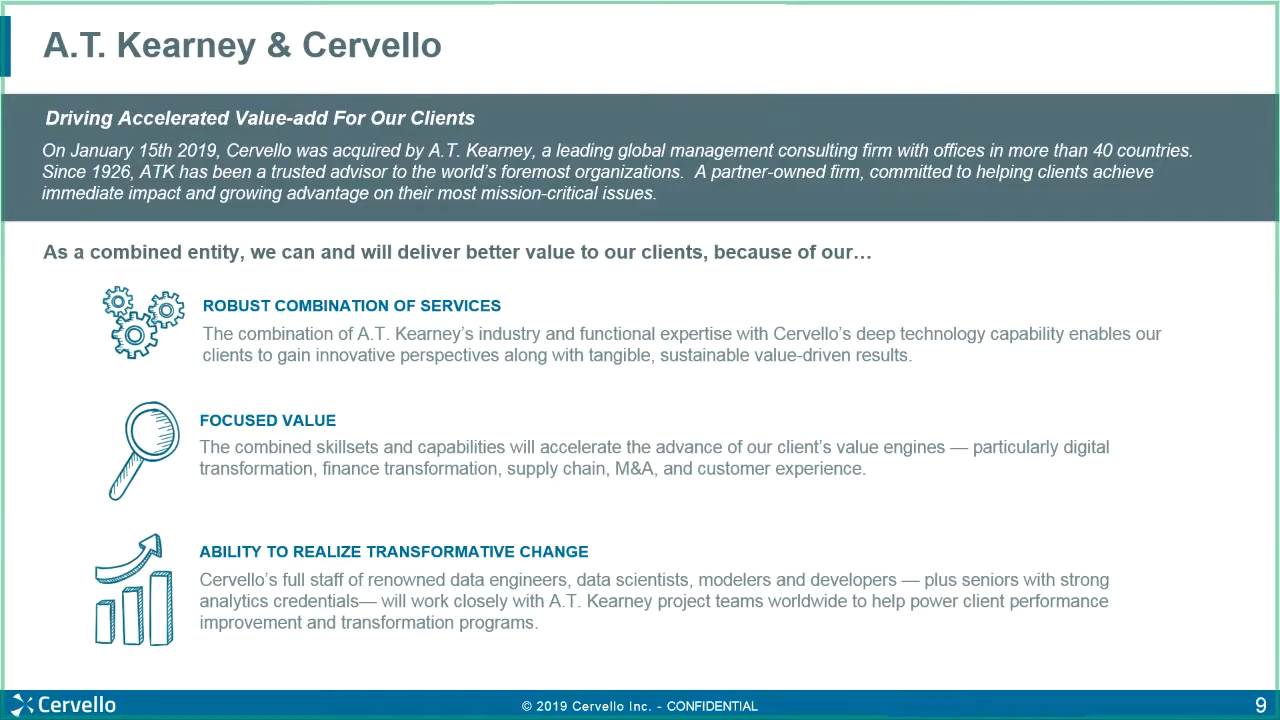 A.T. Kearney & Cervello
Driving Accelerated Value-add For Our Clients
On January 15th 2019, Cervello was acquired by A.T. Kearney, a leading global management consulting firm with offices in more than 40 countries.
Since 1926, ATK has been a trusted advisor to the world's foremost organizations.  A partner-owned firm, committed to helping clients achieve
immediate impact and growing advantage on their most mission-critical issues.
As a combined entity, we can and will deliver better value to our clients, because of our…
ROBUST COMBINATION OF SERVICES
The combination of A.T. Kearney's industry and functional expertise with Cervello's deep technology capability enables our
clients to gain innovative perspectives along with tangible, sustainable value-driven results.
FOCUSED VALUE
The combined skillsets and capabilities will accelerate the advance of our client's value engines — particularly digital
transformation, finance transformation, supply chain, M&A, and customer experience.
ABILITY TO REALIZE TRANSFORMATIVE CHANGE
Cervello's full staff of renowned data engineers, data scientists, modelers and developers — plus seniors with strong
analytics credentials— will work closely with A.T. Kearney project teams worldwide to help power client performance
improvement and transformation programs.
Cervello
© 2019 Cervello Inc. - CONFIDENTIAL
9